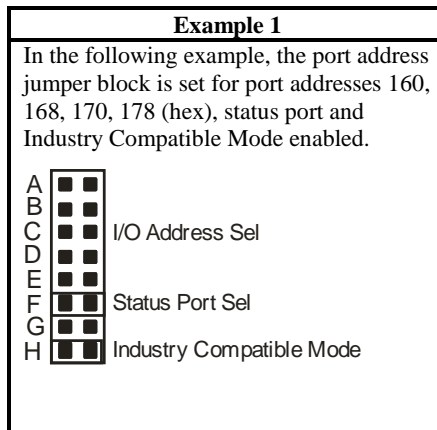 Example 1
In the following example, the port address
jumper block is set for port addresses 160,
168, 170, 178 (hex), status port and
Industry Compatible Mode enabled.
A
B
C I/O Address Sel
D
E
F Status Port Sel
G
H Industry Compatible Mode